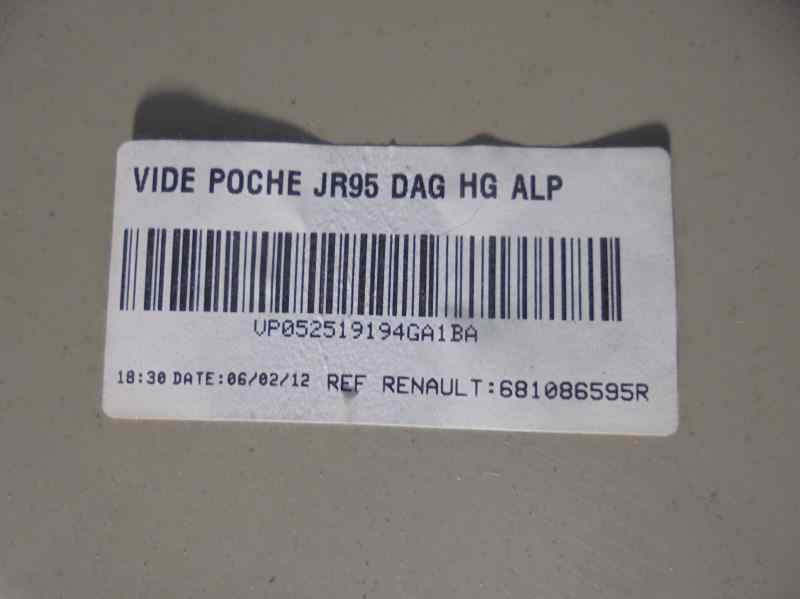 VIDE POCHE JR95 DAG HG ALP
VP052519194GA1BA
18:30 DATE:06/02/12 REF RENAULT:681086595R